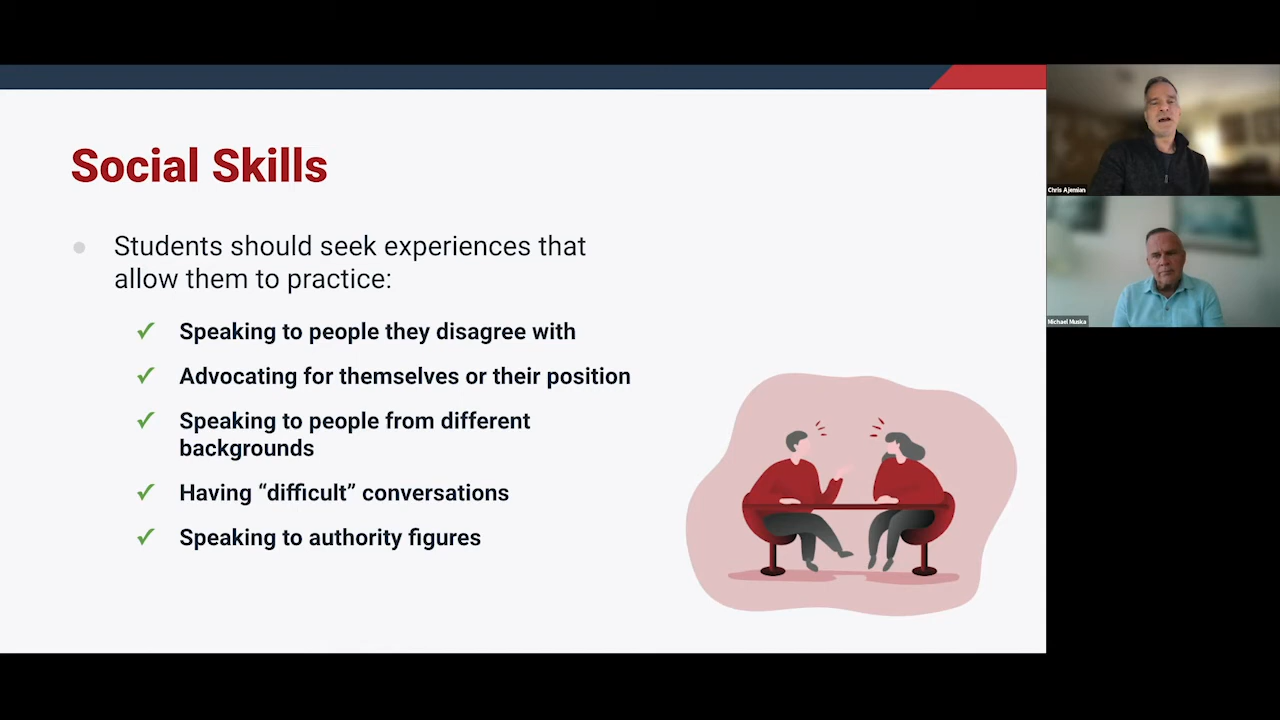 Social Skills
Students should seek experiences that
allow them to practice:
Speaking to people they disagree with
Advocating for themselves or their position
Speaking to people from different
backgrounds
Having “difficult” conversations
Speaking to authority figures
Chris Ajemian
Michael Muska